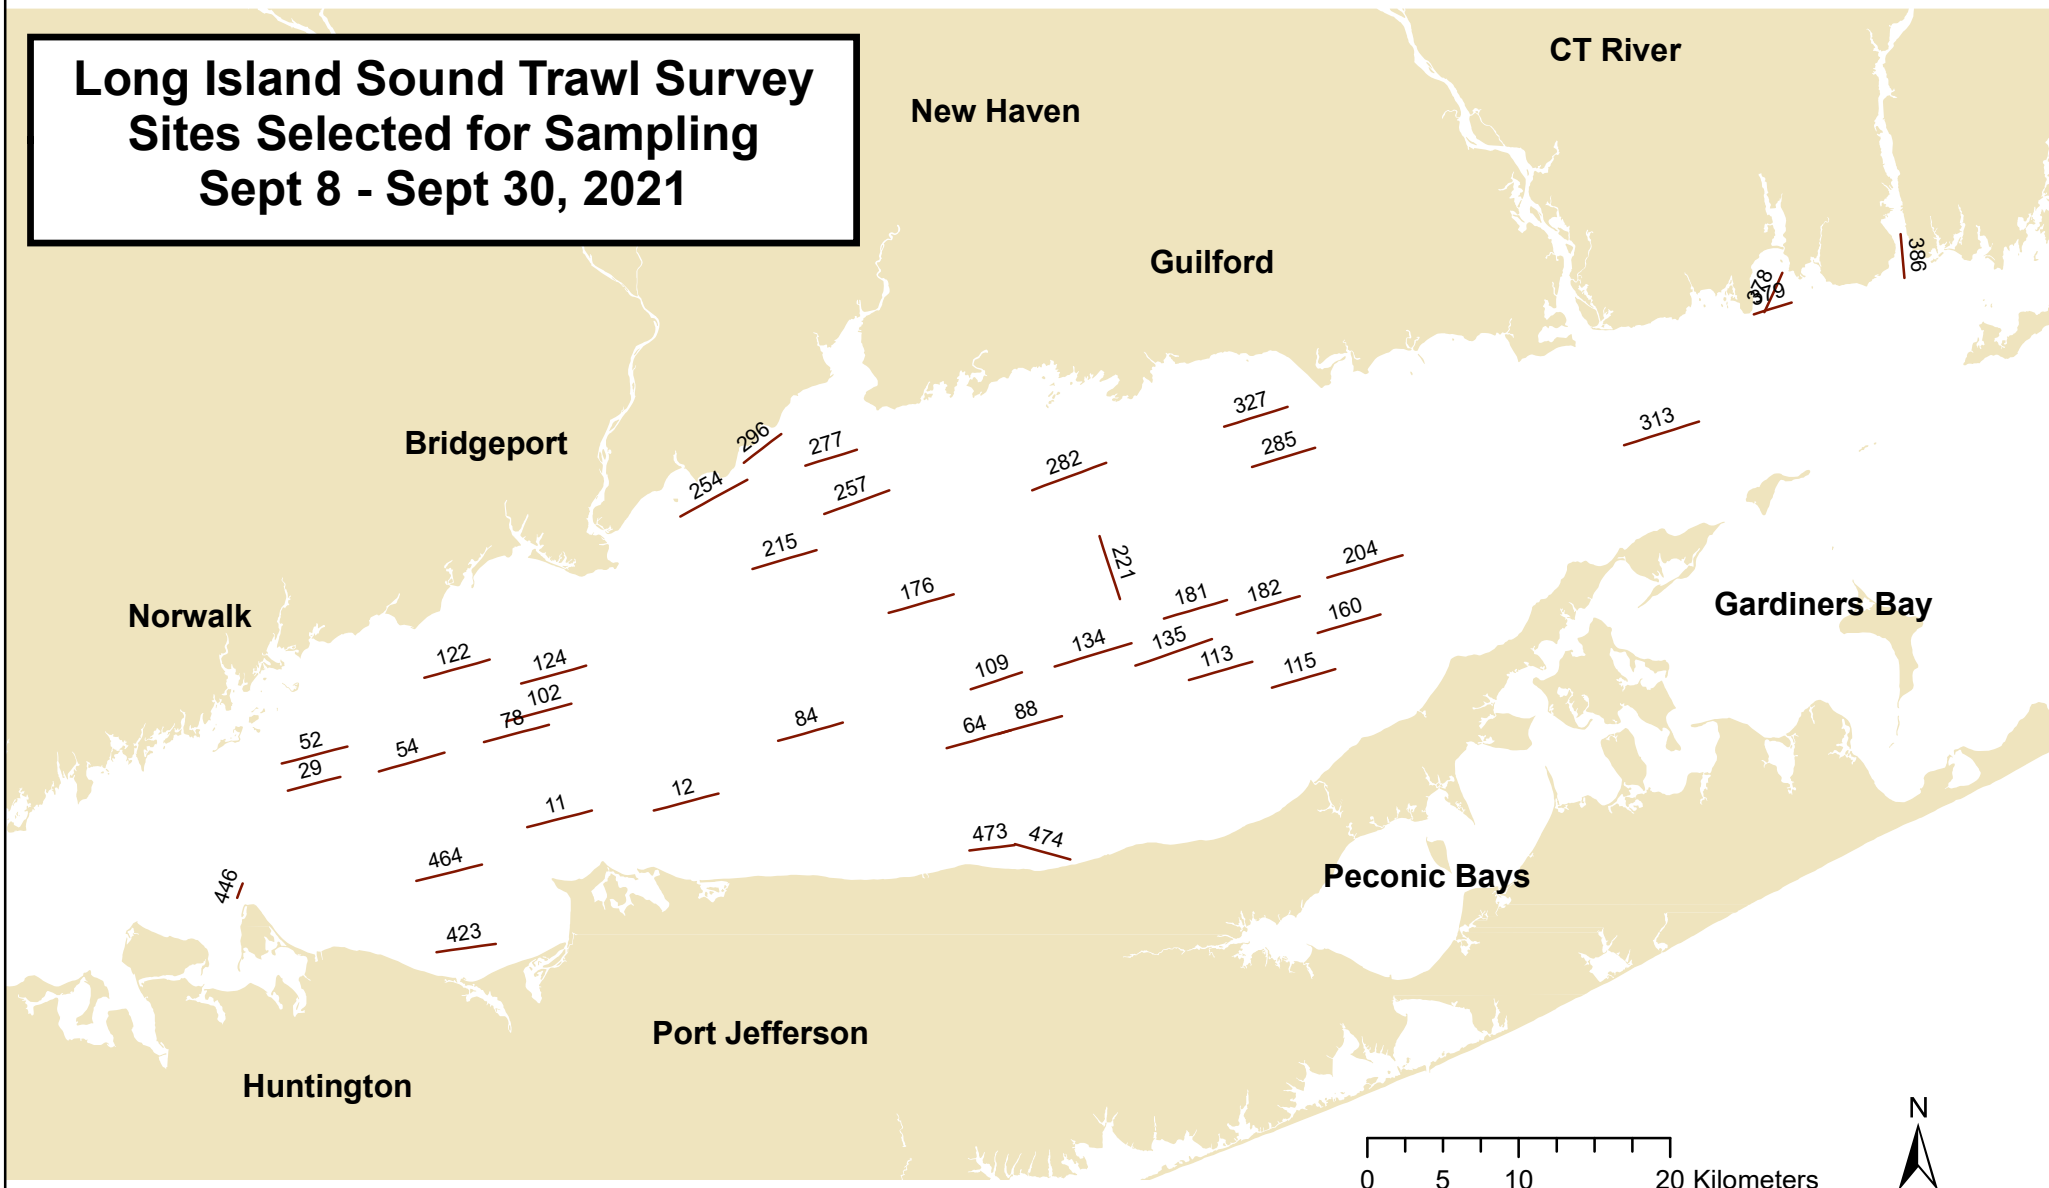 Long Island Sound Trawl Survey
Sites Selected for Sampling
Sept 8 - Sept 30, 2021
CT River
New Haven
Guilford
386
378
379
327
313
Bridgeport
296
277
285
282
254
257
215
221
204
176
181
182
160
Gardiners Bay
Norwalk
122
124
134
135
113
115
109
102
78
84
64
88
52
54
29
12
11
473
474
464
446
Peconic Bays
423
Port Jefferson
Huntington
N
0 5 10 20 Kilometers